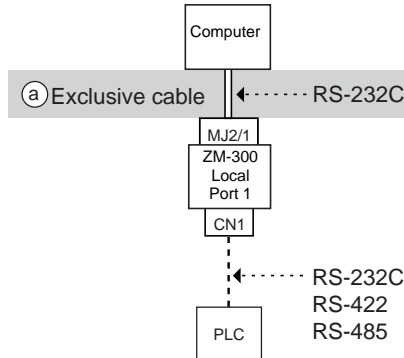 Computer
a Exclusive cable RS-232C
MJ2/1
ZM-300
Local
Port 1
CN1
RS-232C
RS-422
RS-485
PLC